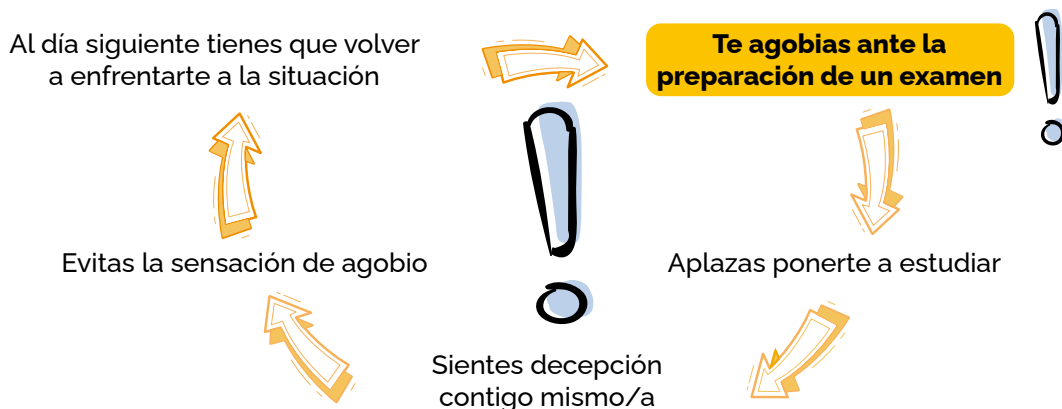 Al día siguiente tienes que volver
a enfrentarte a la situación
Te agobias ante la
preparación de un examen
Evitas la sensación de agobio
Aplazas ponerte a estudiar
Sientes decepción
contigo mismo/a